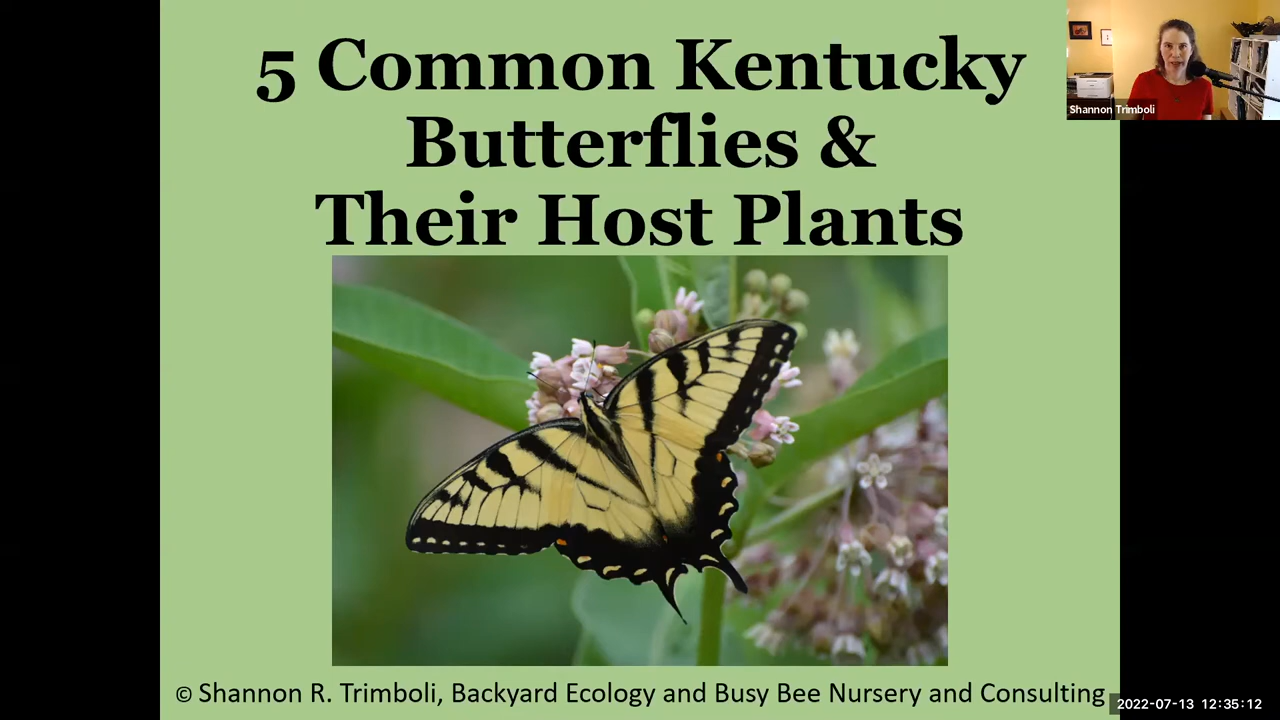 5 Common Kentucky
Butterflies &
Their Host Plants
Shannon Trimboli
© Shannon R. Trimboli, Backyard Ecology and Busy Bee Nursery and Consulting
2022-07-13 12:35:12